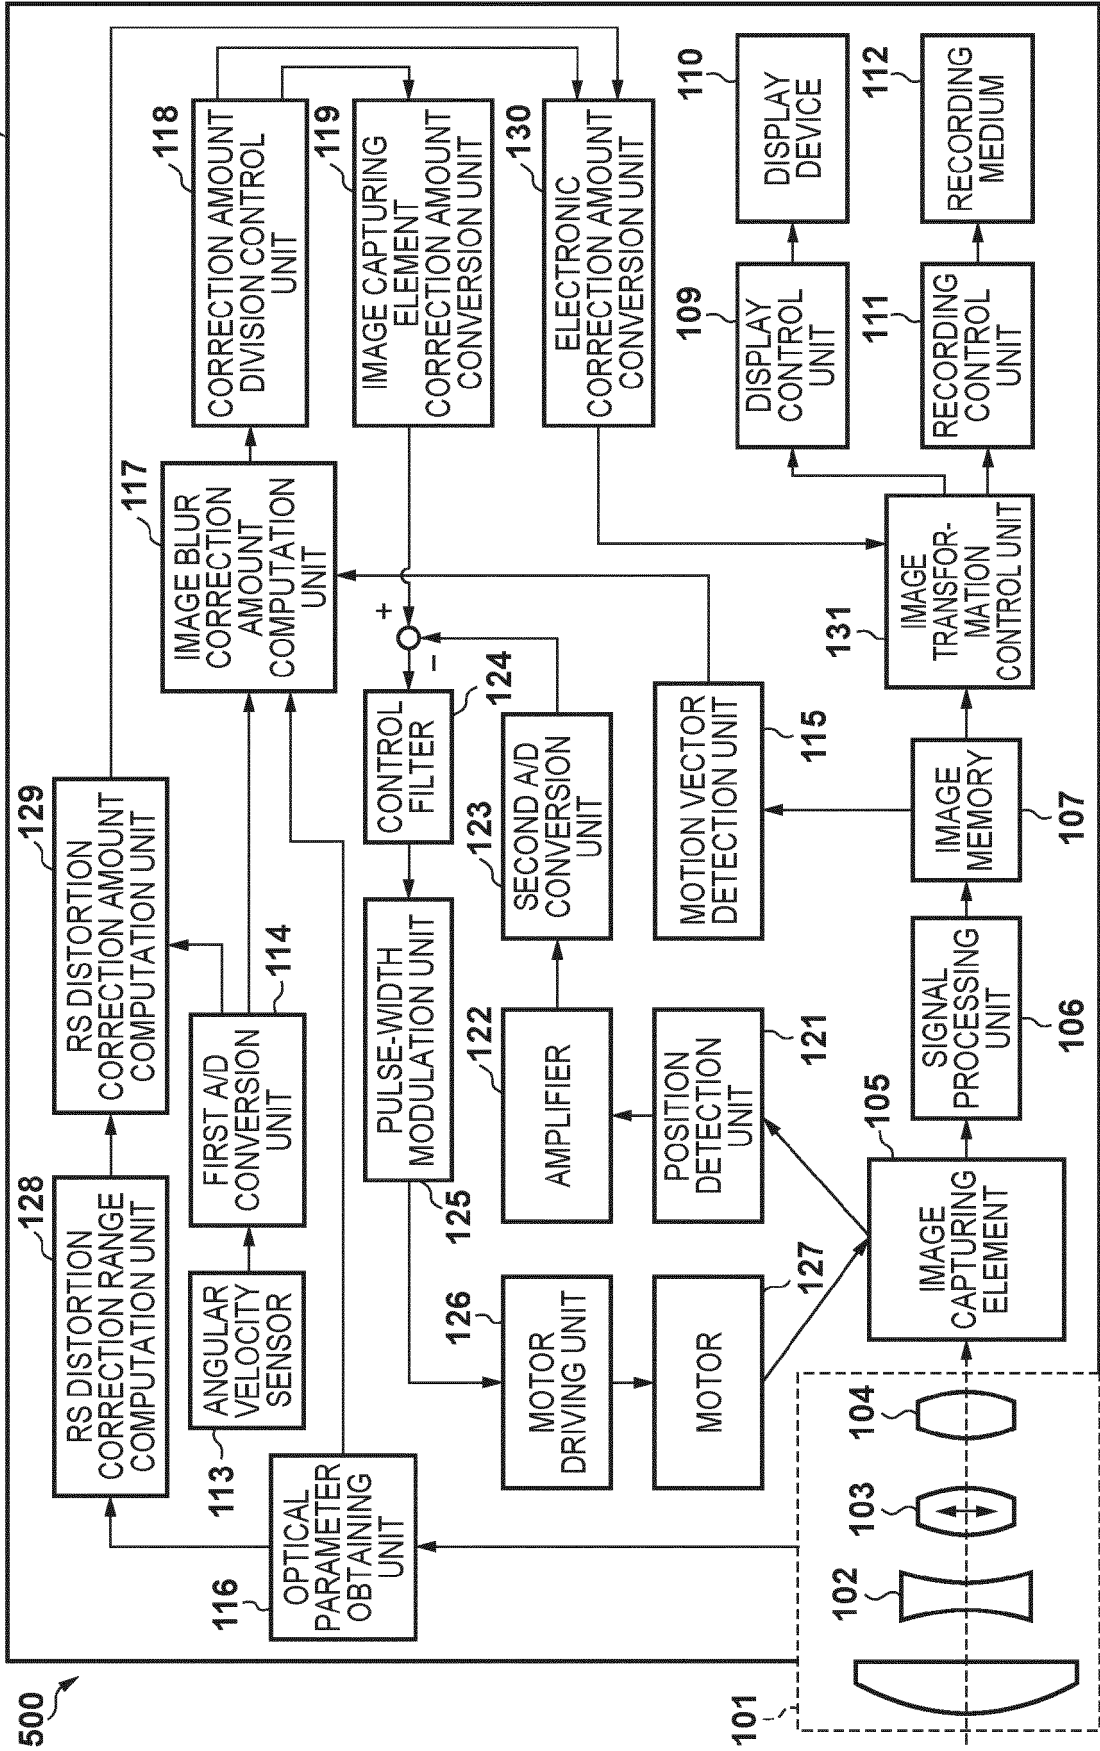 500
116
OPTICAL
PARAMETER
OBTAINING
UNIT
128
RS DISTORTION
CORRECTION RANGE
COMPUTATION UNIT
129
RS DISTORTION
CORRECTION AMOUNT
COMPUTATION UNIT
113
ANGULAR
VELOCITY
SENSOR
114
FIRST A/D
CONVERSION
UNIT
117
IMAGE BLUR
CORRECTION
AMOUNT
COMPUTATION
UNIT
118
CORRECTION AMOUNT
DIVISION CONTROL
UNIT
119
IMAGE CAPTURING
ELEMENT
CORRECTION AMOUNT
CONVERSION UNIT
130
ELECTRONIC
CORRECTION AMOUNT
CONVERSION UNIT
125
PULSE-WIDTH
MODULATION UNIT
124
CONTROL
FILTER
+
−
126
MOTOR
DRIVING UNIT
122
AMPLIFIER
123
SECOND A/D
CONVERSION
UNIT
127
MOTOR
121
POSITION
DETECTION
UNIT
115
MOTION VECTOR
DETECTION UNIT
109
DISPLAY
CONTROL
UNIT
110
DISPLAY
DEVICE
101
102
103
104
105
IMAGE
CAPTURING
ELEMENT
106
SIGNAL
PROCESSING
UNIT
107
IMAGE
MEMORY
131
IMAGE
TRANSFOR-
MATION
CONTROL UNIT
111
RECORDING
CONTROL
UNIT
112
RECORDING
MEDIUM